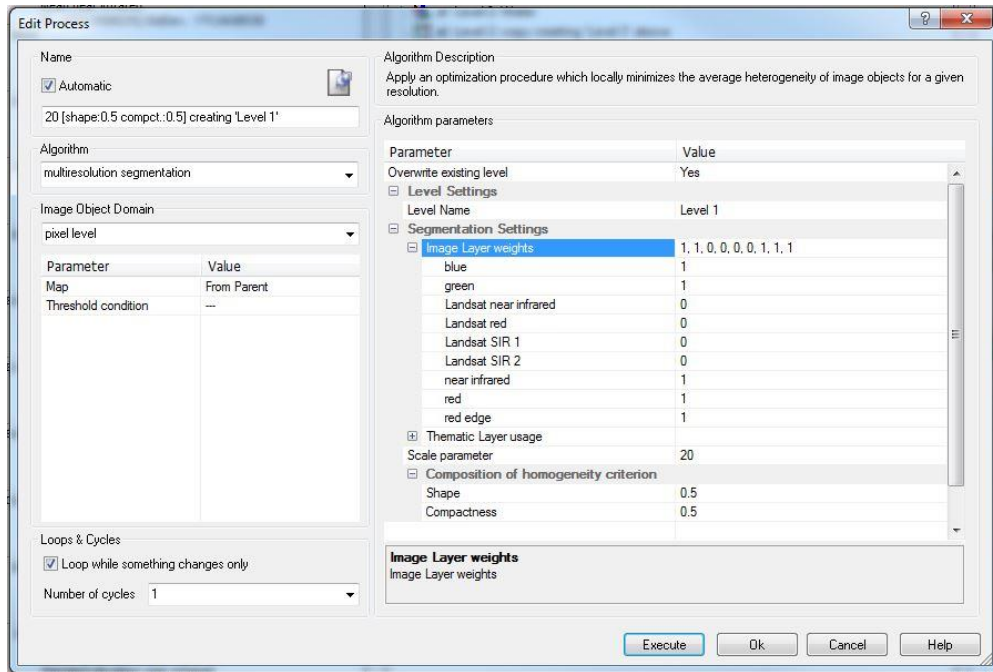 Edit Process
Name
Automatic
20 [shape:0.5 compct.:0.5] creating 'Level 1'
Algorithm
multiresolution segmentation
Image Object Domain
pixel level
Parameter Value
Map From Parent
Threshold condition ---
Loops & Cycles
Loop while something changes only
Number of cycles 1
Algorithm Description
Apply an optimization procedure which locally minimizes the average heterogeneity of image objects for a given
resolution.
Algorithm parameters
Parameter Value
Overwrite existing level Yes
Level Settings
Level Name Level 1
Segmentation Settings
Image Layer weights 1, 1, 0, 0, 0, 0, 1, 1, 1
blue 1
green 1
Landsat near infrared 0
Landsat red 0
Landsat SIR 1 0
Landsat SIR 2 0
near infrared 1
red 1
red edge 1
Thematic Layer usage
Scale parameter 20
Composition of homogeneity criterion
Shape 0.5
Compactness 0.5
Image Layer weights
Image Layer weights
Execute Ok Cancel Help